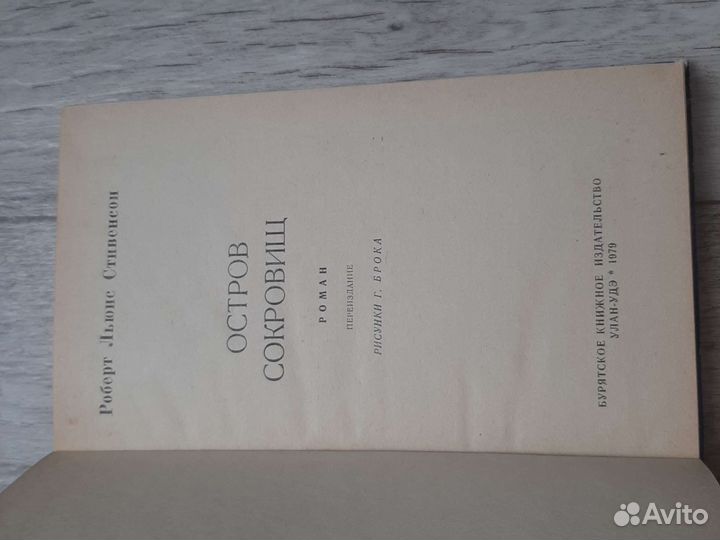 Роберт Льюис Стивенсон
ОСТРОВ
СОКРОВИЩ
РОМАН
ПЕРЕИЗДАНИЕ
РИСУНКИ Г. БРОКА
БУРЯТСКОЕ КНИЖНОЕ ИЗДАТЕЛЬСТВО
УЛАН-УДЭ * 1979
Avito